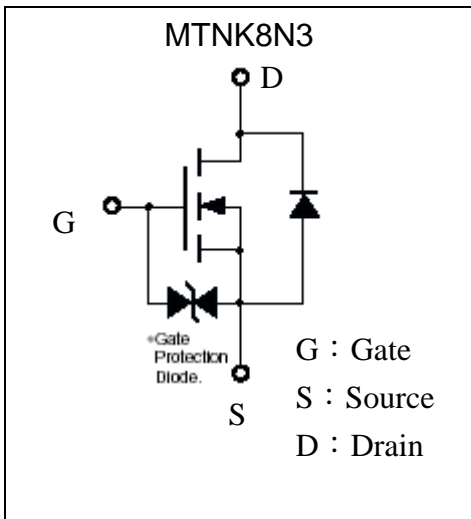 MTNK8N3
D
G
*Gate
Protection
Diode.
S
G：Gate
S：Source
D：Drain